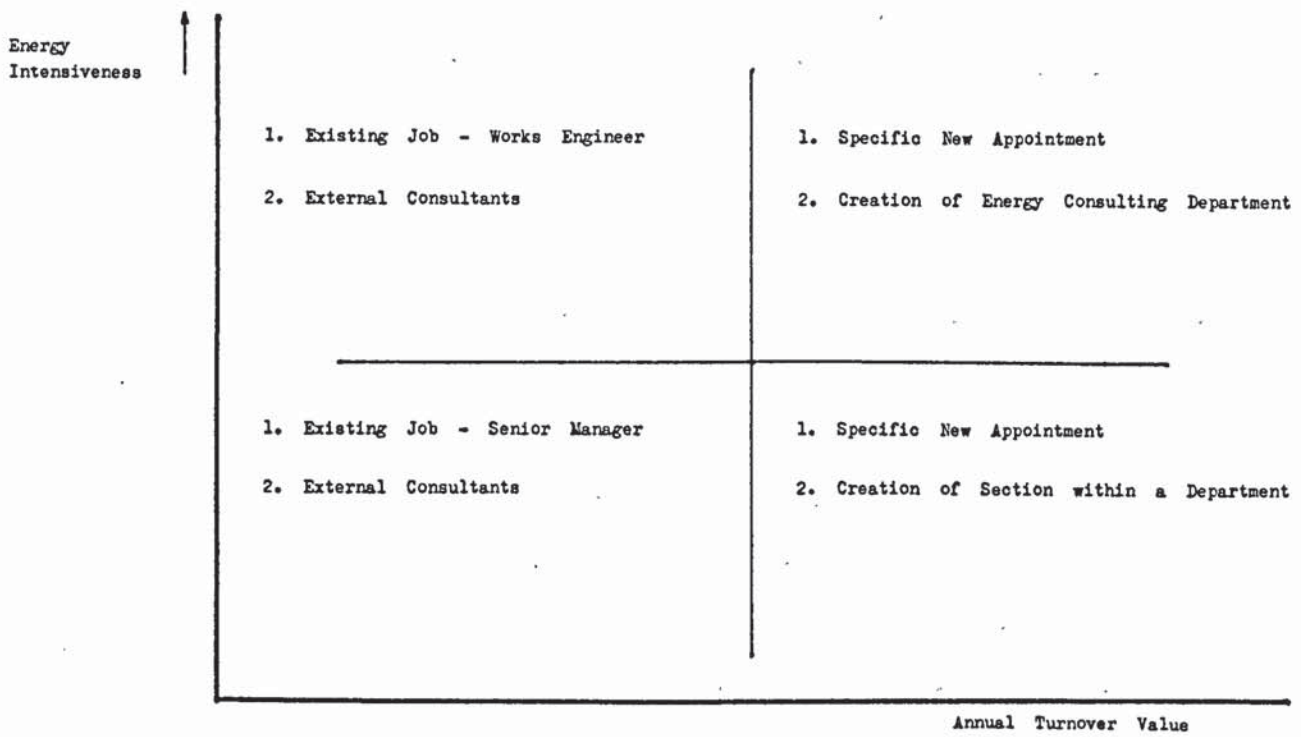 Energy
Intensiveness
1. Existing Job - Works Engineer
2. External Consultants
1. Specific New Appointment
2. Creation of Energy Consulting Department
1. Existing Job - Senior Manager
2. External Consultants
1. Specific New Appointment
2. Creation of Section within a Department
Annual Turnover Value